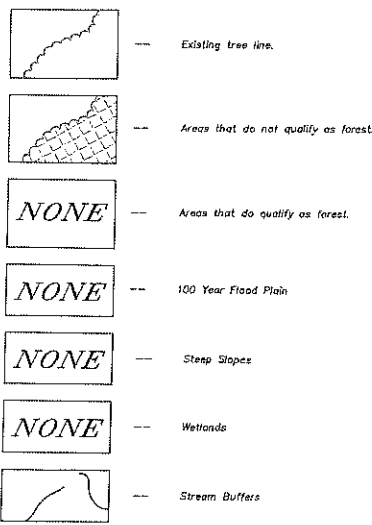 — Existing tree line.
— Areas that do not qualify as forest.
NONE — Areas that do qualify as forest.
NONE — 100 Year Flood Plain
NONE — Steep Slopes
NONE — Wetlands
— Stream Buffers